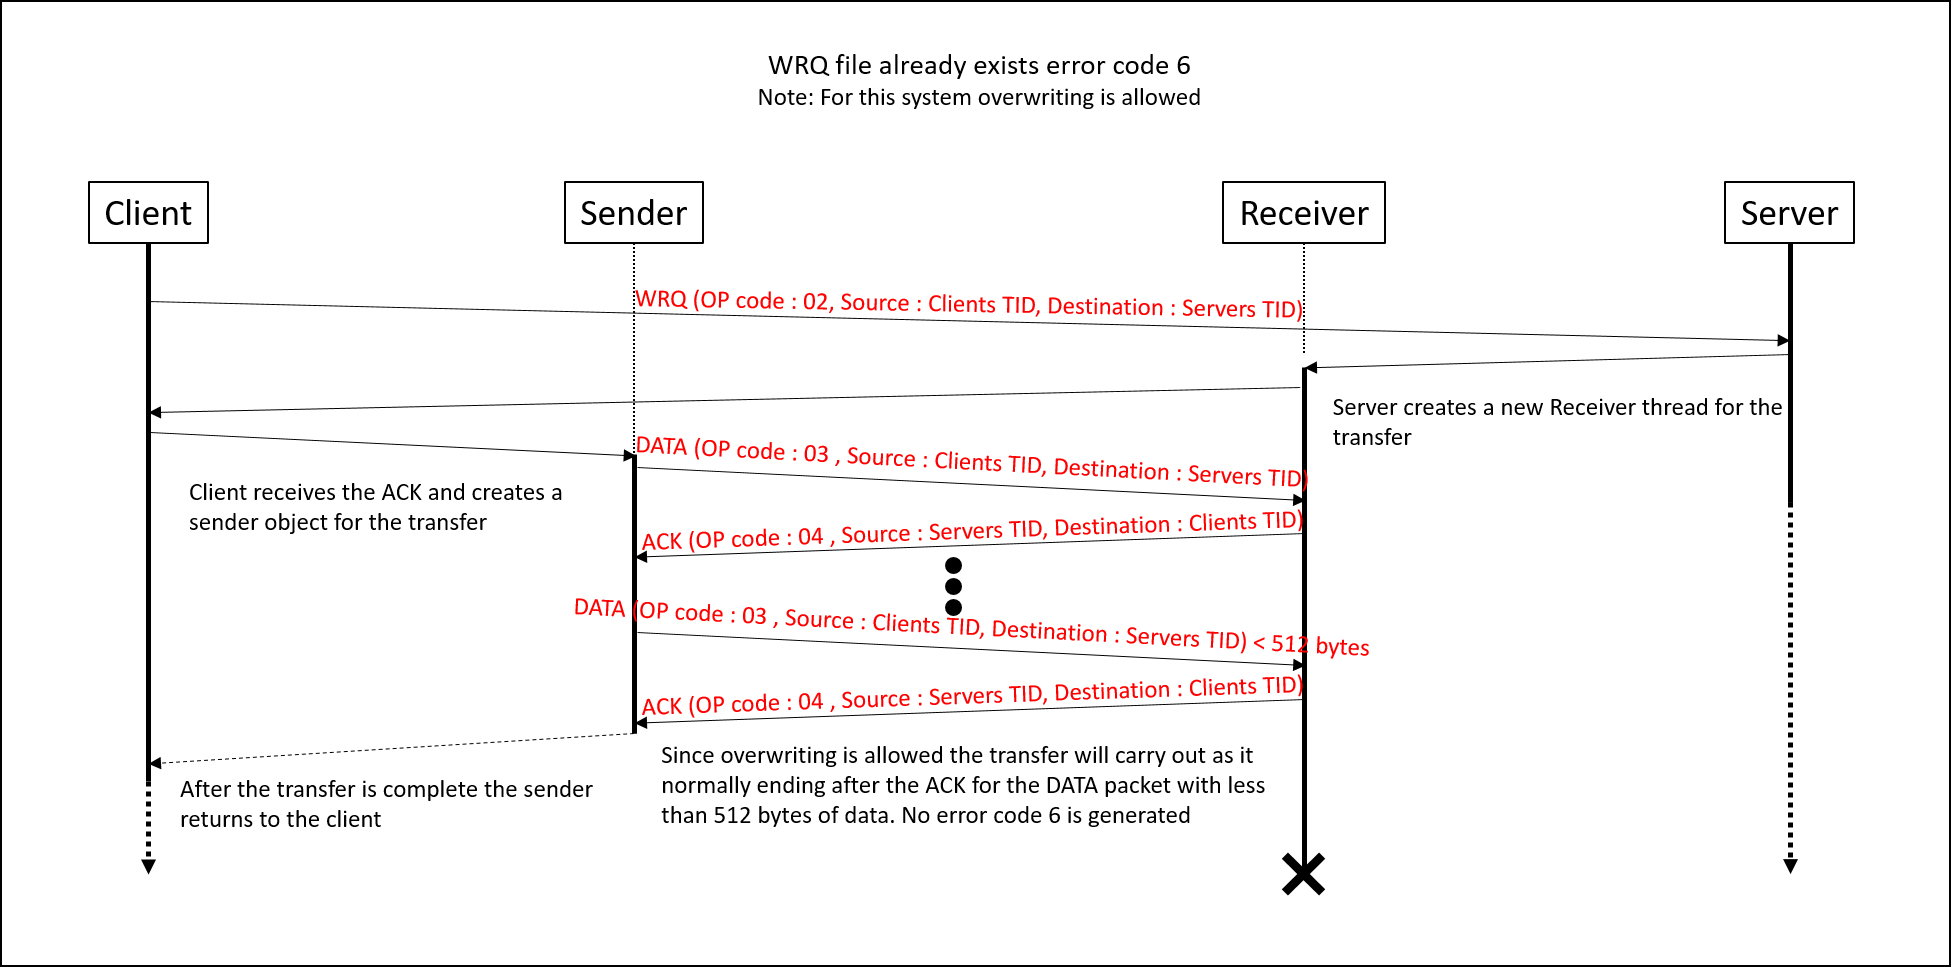 WRQ file already exists error code 6
Note: For this system overwriting is allowed
Client
Sender
Receiver
Server
WRQ (OP code : 02, Source : Clients TID, Destination : Servers TID)
Server creates a new Receiver thread for the
transfer
DATA (OP code : 03 , Source : Clients TID, Destination : Servers TID)
Client receives the ACK and creates a
sender object for the transfer
ACK (OP code : 04 , Source : Servers TID, Destination : Clients TID)
DATA (OP code : 03 , Source : Clients TID, Destination : Servers TID) < 512 bytes
ACK (OP code : 04 , Source : Servers TID, Destination : Clients TID)
Since overwriting is allowed the transfer will carry out as it
normally ending after the ACK for the DATA packet with less
than 512 bytes of data. No error code 6 is generated
After the transfer is complete the sender
returns to the client